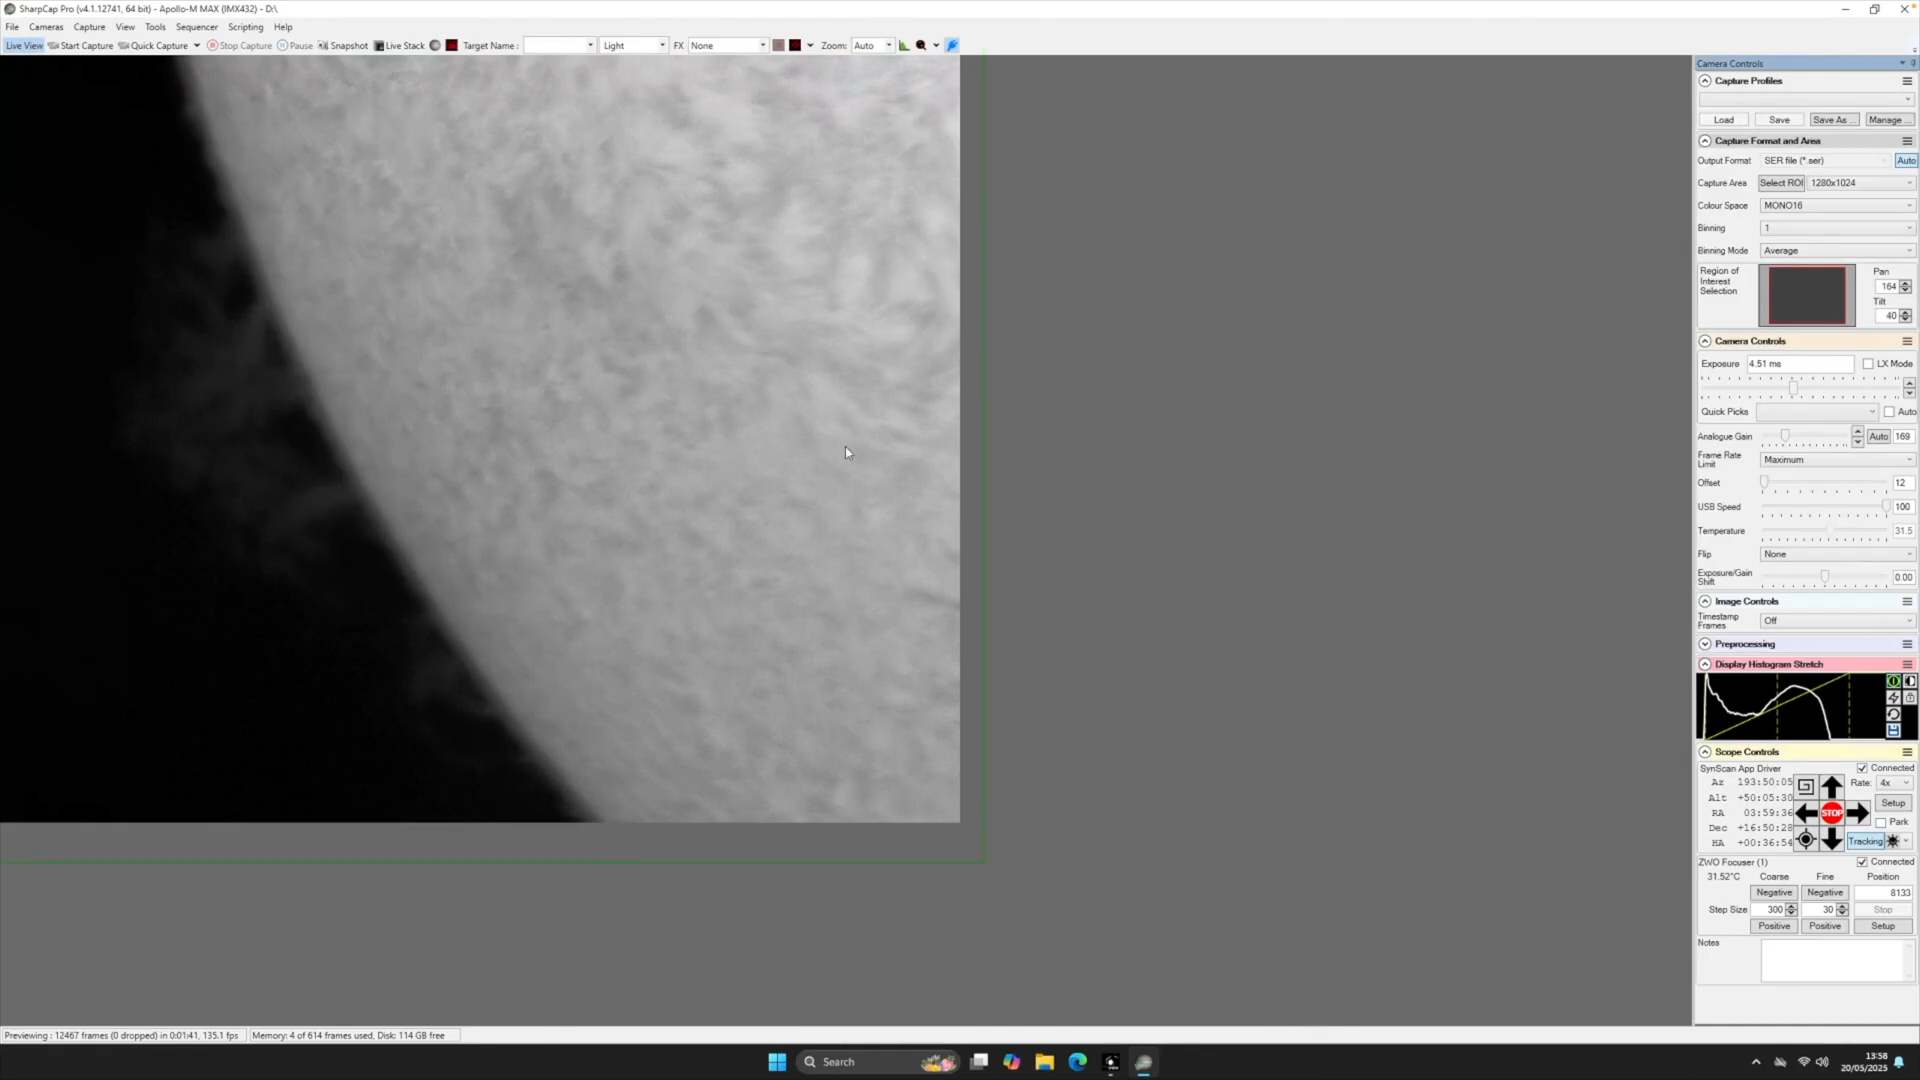 SharpCap Pro (v4.1.12741, 64 bit) - Apollo-M MAX (IMX432) - D:\
File Cameras Capture View Tools Sequencer Scripting Help
Live View Start Capture Quick Capture Stop Capture Pause Snapshot Live Stack Target Name : Light FX None Zoom: Auto
Camera Controls
Capture Profiles
Load Save Save As ... Manage ...
Capture Format and Area
Output Format SER file (*.ser) Auto
Capture Area Select ROI 1280x1024
Colour Space MONO16
Binning 1
Binning Mode Average
Region of Interest Selection
Pan
164
Tilt
40
Camera Controls
Exposure 4.51 ms LX Mode
Quick Picks Auto
Analogue Gain Auto 169
Frame Rate Limit Maximum
Offset 12
USB Speed 100
Temperature 31.5
Flip None
Exposure/Gain Shift 0.00
Image Controls
Timestamp Frames Off
Preprocessing
Display Histogram Stretch
Scope Controls
SynScan App Driver Connected
Az 193:50:05 Rate: 4x
Alt +50:05:30 Setup
RA 03:59:36 STOP
Dec +16:50:28 Park
HA +00:36:54 Tracking
ZWO Focuser (1) Connected
31.52°C Coarse Fine Position
Negative Negative 8133
Step Size 300 30 Stop
Positive Positive Setup
Notes
Previewing : 12467 frames (0 dropped) in 0:01:41, 135.1 fps Memory: 4 of 614 frames used, Disk: 114 GB free
Search
13:58
20/05/2025